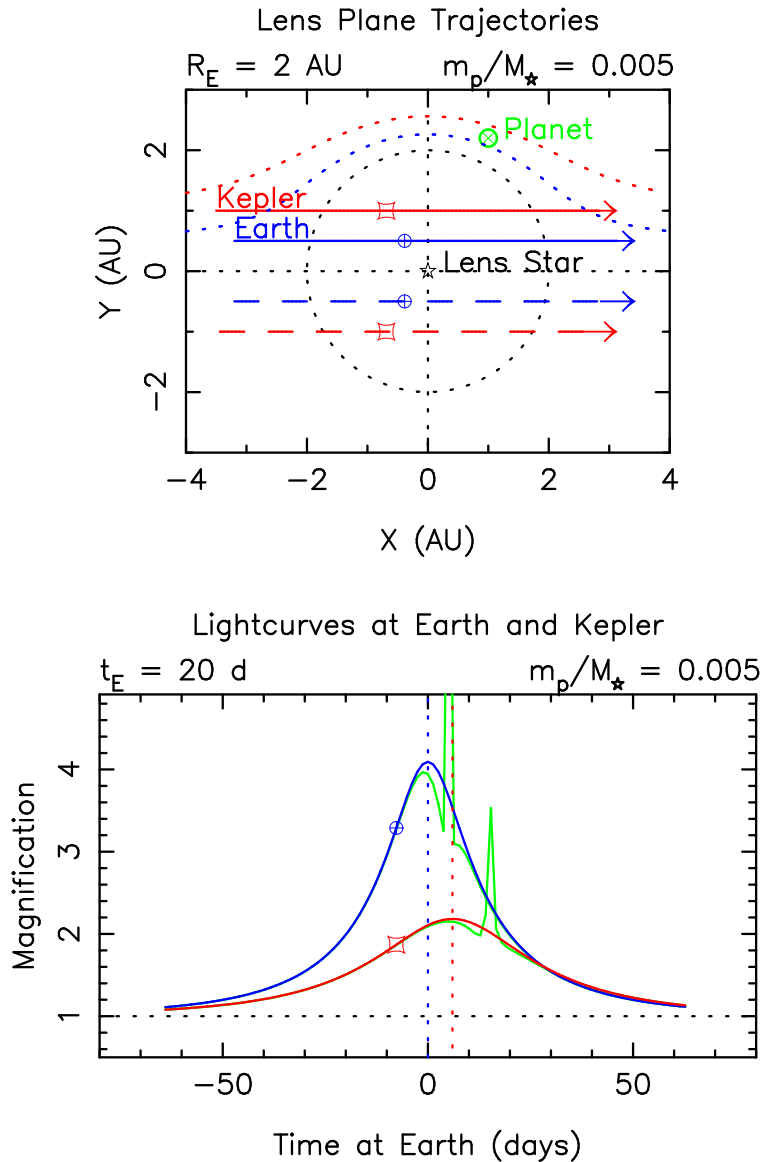 Lens Plane Trajectories
R_E = 2 AU m_p/M_★ = 0.005
Planet
Kepler
Earth
Lens Star
Y (AU)
2
0
−2
−4 −2 0 2 4
X (AU)
Lightcurves at Earth and Kepler
t_E = 20 d m_p/M_★ = 0.005
Magnification
4
3
2
1
−50 0 50
Time at Earth (days)